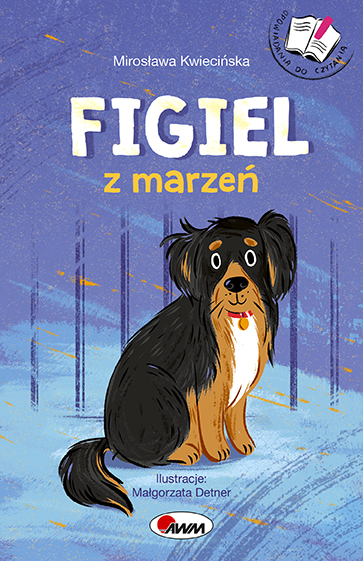 OPOWIADANIA DO CZYTANIA
Mirosława Kwiecińska
FIGIEL
z marzeń
Ilustracje:
Małgorzata Detner
AWM